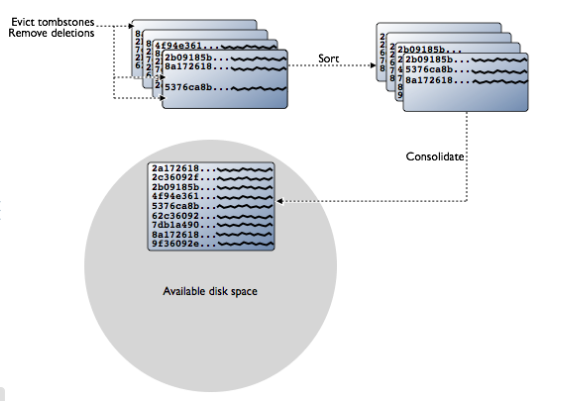 Evict tombstones
Remove deletions
4f94e361...
2b09185b...
8a172618...
5376ca8b...
Sort
2b09185b...
2b09185b...
5376ca8b...
8a172618...
Consolidate
2a172618...
2c36092f...
2b09185b...
4f94e361...
5376ca8b...
62c36092...
7db1a490...
8a172618...
9f36092e...
Available disk space